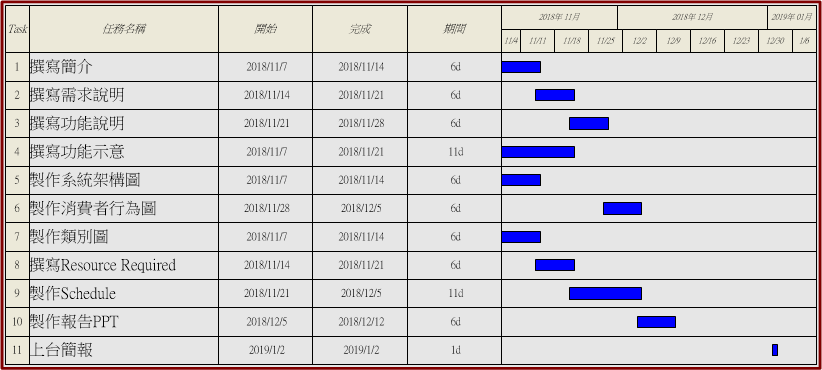 Task 任務名稱 開始 完成 期間 2018年 11月 2018年 12月 2019年 01月
11/4 11/11 11/18 11/25 12/2 12/9 12/16 12/23 12/30 1/6
1 撰寫簡介 2018/11/7 2018/11/14 6d
2 撰寫需求說明 2018/11/14 2018/11/21 6d
3 撰寫功能說明 2018/11/21 2018/11/28 6d
4 撰寫功能示意 2018/11/7 2018/11/21 11d
5 製作系統架構圖 2018/11/7 2018/11/14 6d
6 製作消費者行為圖 2018/11/28 2018/12/5 6d
7 製作類別圖 2018/11/7 2018/11/14 6d
8 撰寫Resource Required 2018/11/14 2018/11/21 6d
9 製作Schedule 2018/11/21 2018/12/5 11d
10 製作報告PPT 2018/12/5 2018/12/12 6d
11 上台簡報 2019/1/2 2019/1/2 1d